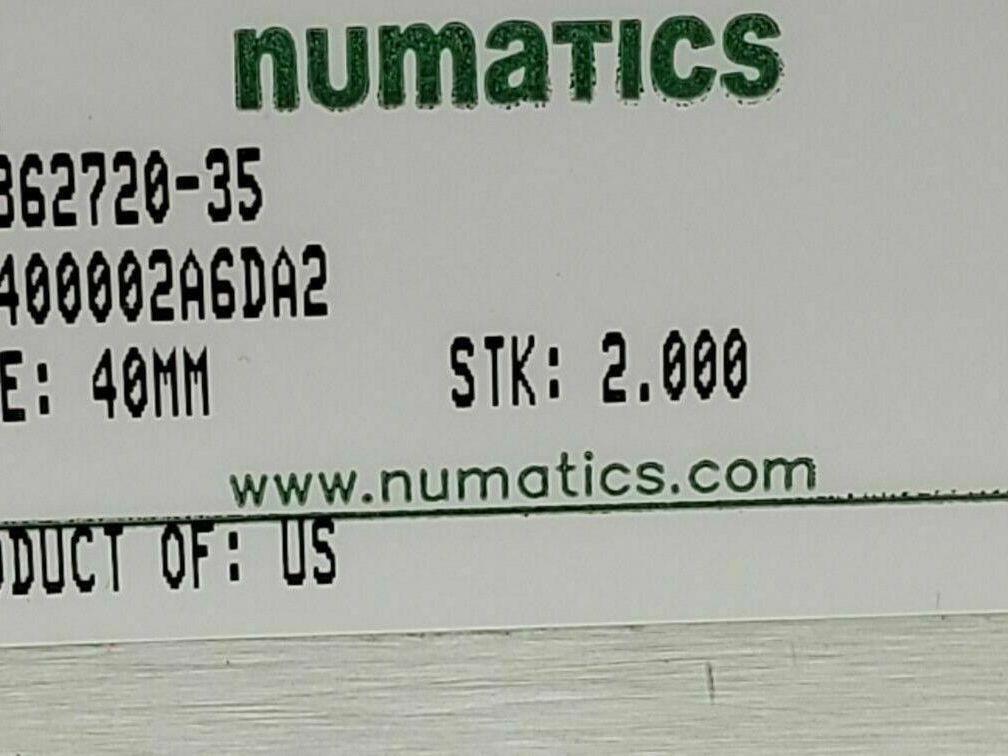 numatics
362720-35
400002A6DA2
E: 40MM STK: 2.000
www.numatics.com
DUCT OF: US